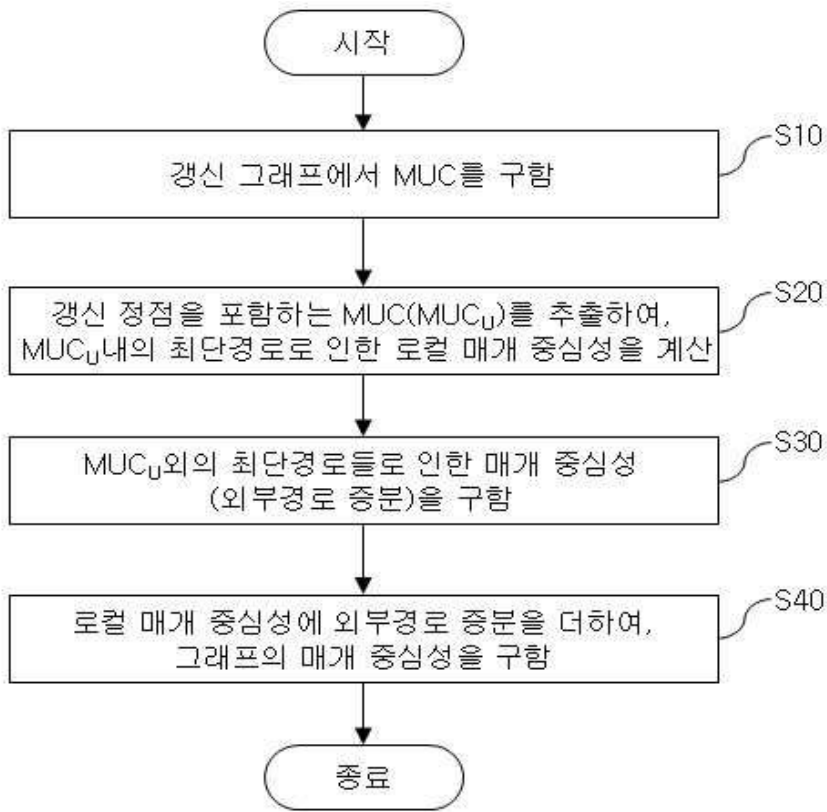 시작
S10
갱신 그래프에서 MUC를 구함
S20
갱신 정점을 포함하는 MUC(MUCU)를 추출하여,
MUCU내의 최단경로로 인한 로컬 매개 중심성을 계산
S30
MUCU외의 최단경로들로 인한 매개 중심성
(외부경로 증분)을 구함
S40
로컬 매개 중심성에 외부경로 증분을 더하여,
그래프의 매개 중심성을 구함
종료